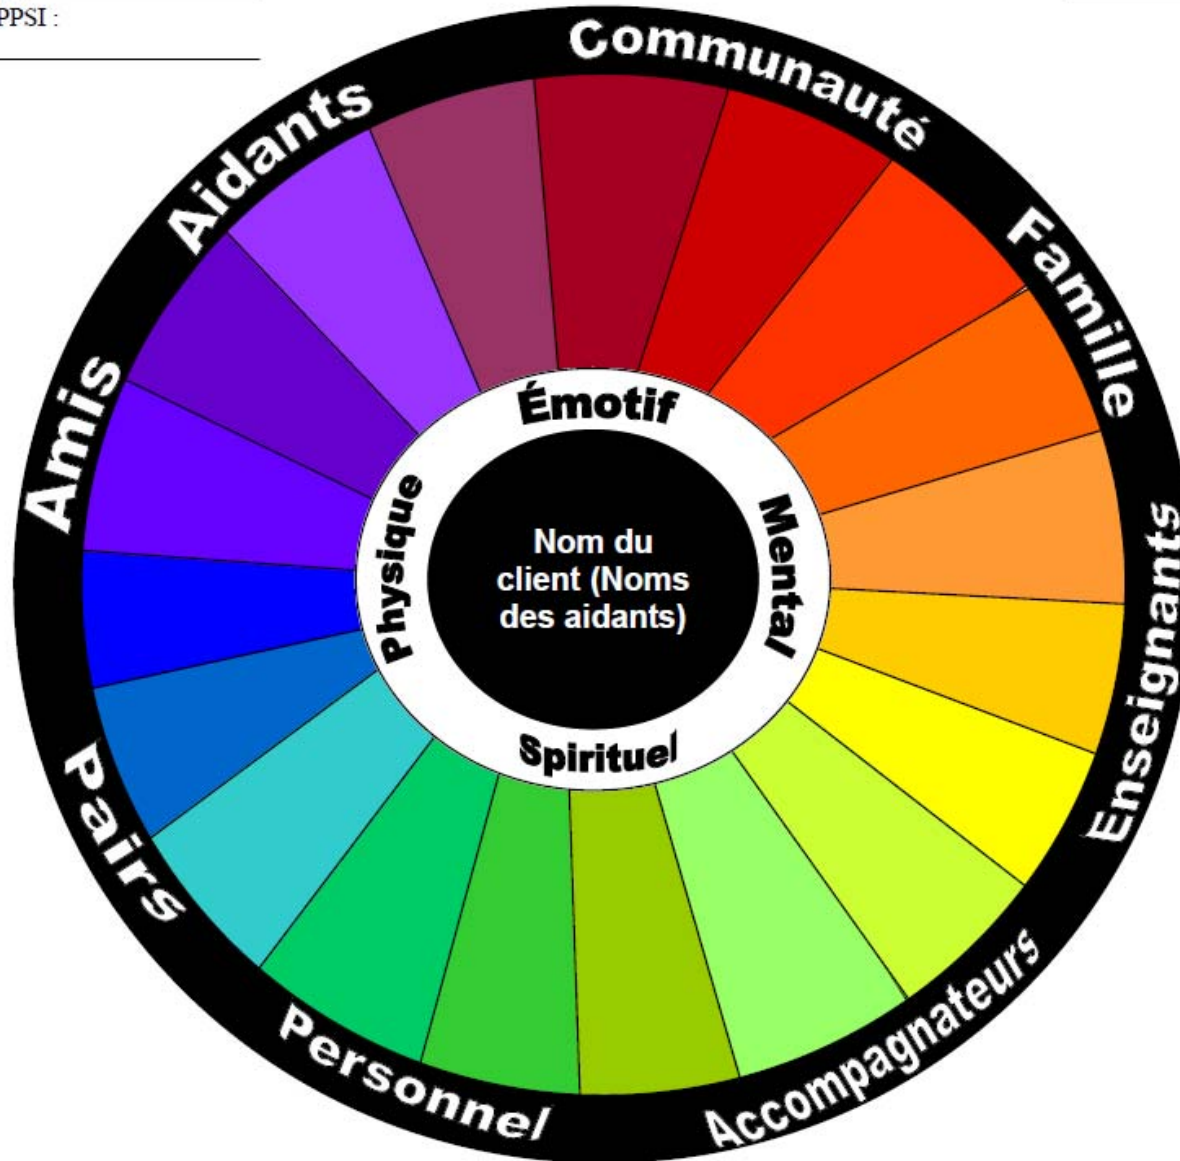 PPSI :
Communauté
Famille
Enseignants
Accompagnateurs
Personnel
Pairs
Amis
Aidants
Émotif
Mental
Spirituel
Physique
Nom du
client (Noms
des aidants)